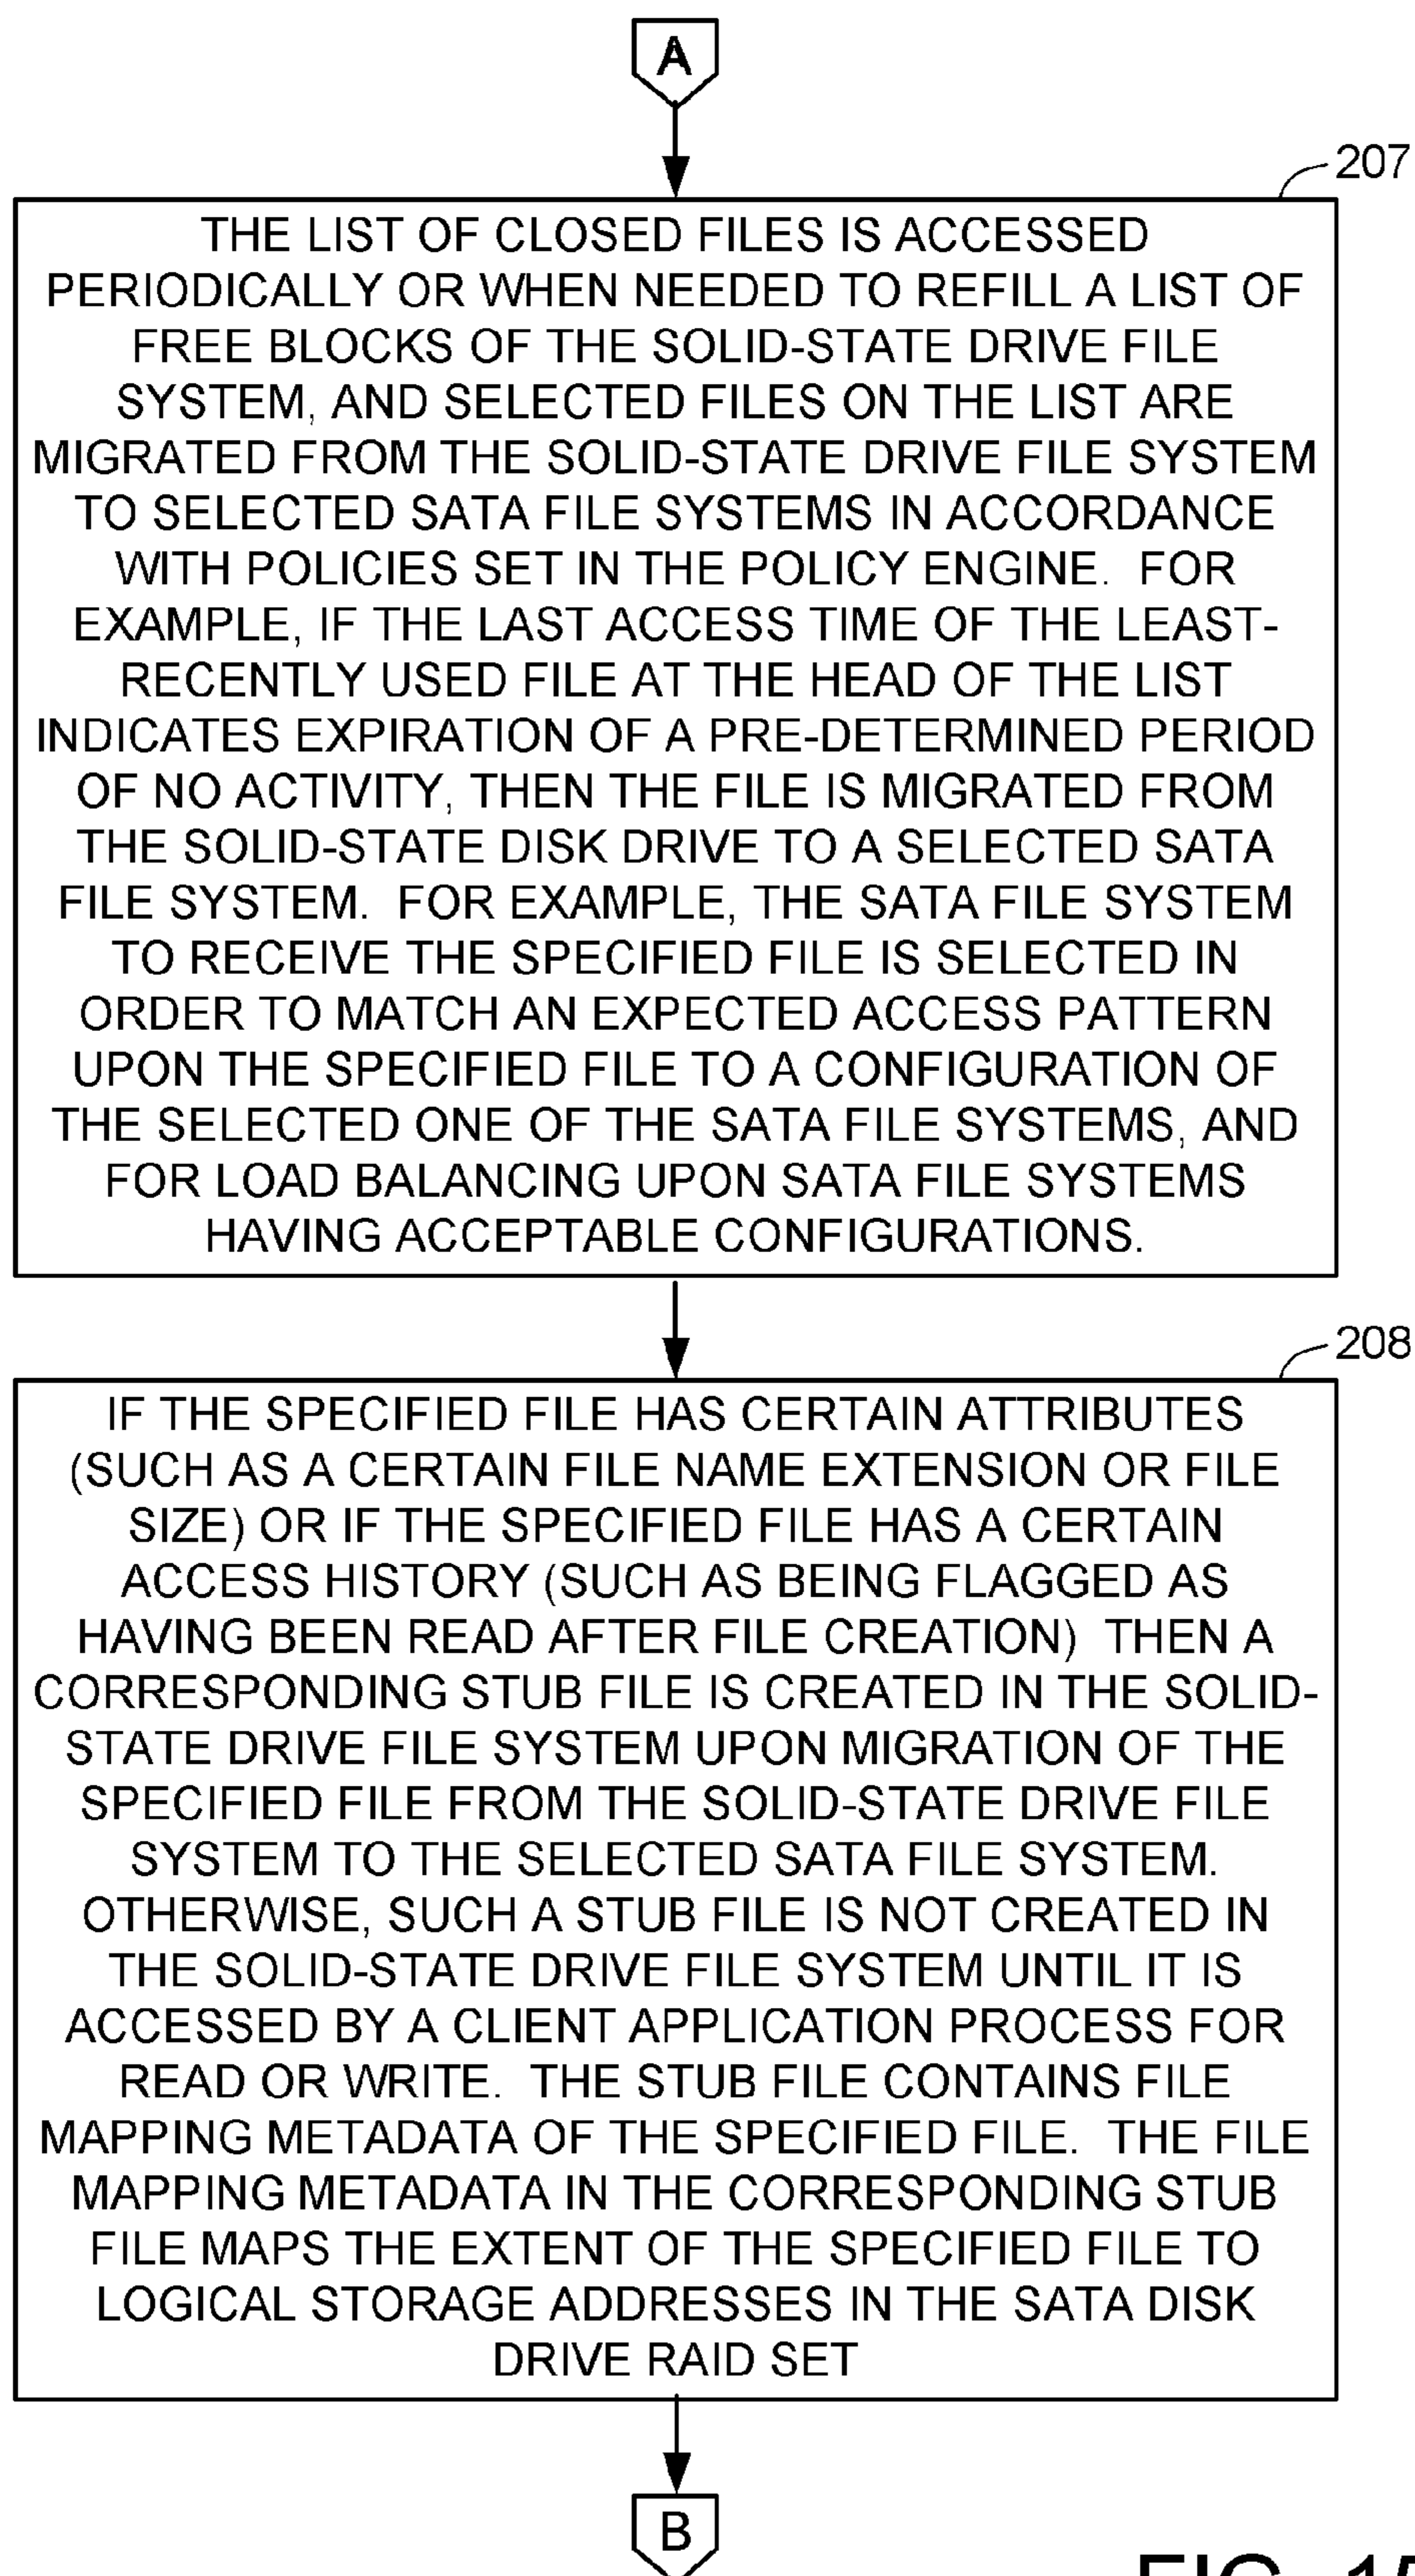 A
207
THE LIST OF CLOSED FILES IS ACCESSED
PERIODICALLY OR WHEN NEEDED TO REFILL A LIST OF
FREE BLOCKS OF THE SOLID-STATE DRIVE FILE
SYSTEM, AND SELECTED FILES ON THE LIST ARE
MIGRATED FROM THE SOLID-STATE DRIVE FILE SYSTEM
TO SELECTED SATA FILE SYSTEMS IN ACCORDANCE
WITH POLICIES SET IN THE POLICY ENGINE.  FOR
EXAMPLE, IF THE LAST ACCESS TIME OF THE LEAST-
RECENTLY USED FILE AT THE HEAD OF THE LIST
INDICATES EXPIRATION OF A PRE-DETERMINED PERIOD
OF NO ACTIVITY, THEN THE FILE IS MIGRATED FROM
THE SOLID-STATE DISK DRIVE TO A SELECTED SATA
FILE SYSTEM.  FOR EXAMPLE, THE SATA FILE SYSTEM
TO RECEIVE THE SPECIFIED FILE IS SELECTED IN
ORDER TO MATCH AN EXPECTED ACCESS PATTERN
UPON THE SPECIFIED FILE TO A CONFIGURATION OF
THE SELECTED ONE OF THE SATA FILE SYSTEMS, AND
FOR LOAD BALANCING UPON SATA FILE SYSTEMS
HAVING ACCEPTABLE CONFIGURATIONS.
208
IF THE SPECIFIED FILE HAS CERTAIN ATTRIBUTES
(SUCH AS A CERTAIN FILE NAME EXTENSION OR FILE
SIZE) OR IF THE SPECIFIED FILE HAS A CERTAIN
ACCESS HISTORY (SUCH AS BEING FLAGGED AS
HAVING BEEN READ AFTER FILE CREATION)  THEN A
CORRESPONDING STUB FILE IS CREATED IN THE SOLID-
STATE DRIVE FILE SYSTEM UPON MIGRATION OF THE
SPECIFIED FILE FROM THE SOLID-STATE DRIVE FILE
SYSTEM TO THE SELECTED SATA FILE SYSTEM.
OTHERWISE, SUCH A STUB FILE IS NOT CREATED IN
THE SOLID-STATE DRIVE FILE SYSTEM UNTIL IT IS
ACCESSED BY A CLIENT APPLICATION PROCESS FOR
READ OR WRITE.  THE STUB FILE CONTAINS FILE
MAPPING METADATA OF THE SPECIFIED FILE.  THE FILE
MAPPING METADATA IN THE CORRESPONDING STUB
FILE MAPS THE EXTENT OF THE SPECIFIED FILE TO
LOGICAL STORAGE ADDRESSES IN THE SATA DISK
DRIVE RAID SET
B